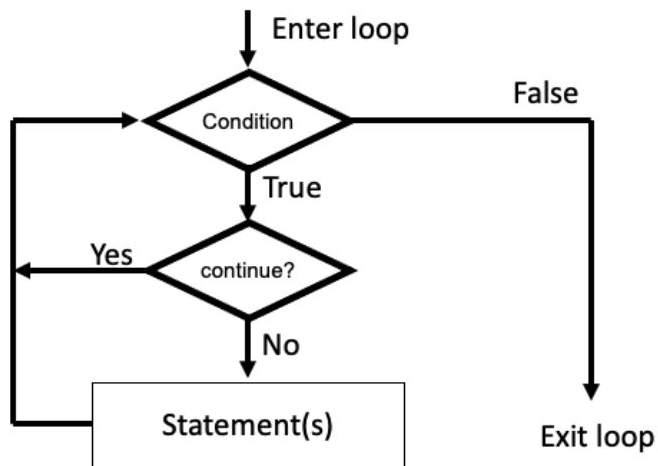 Enter loop
False
Condition
True
Yes
continue?
No
Statement(s)
Exit loop